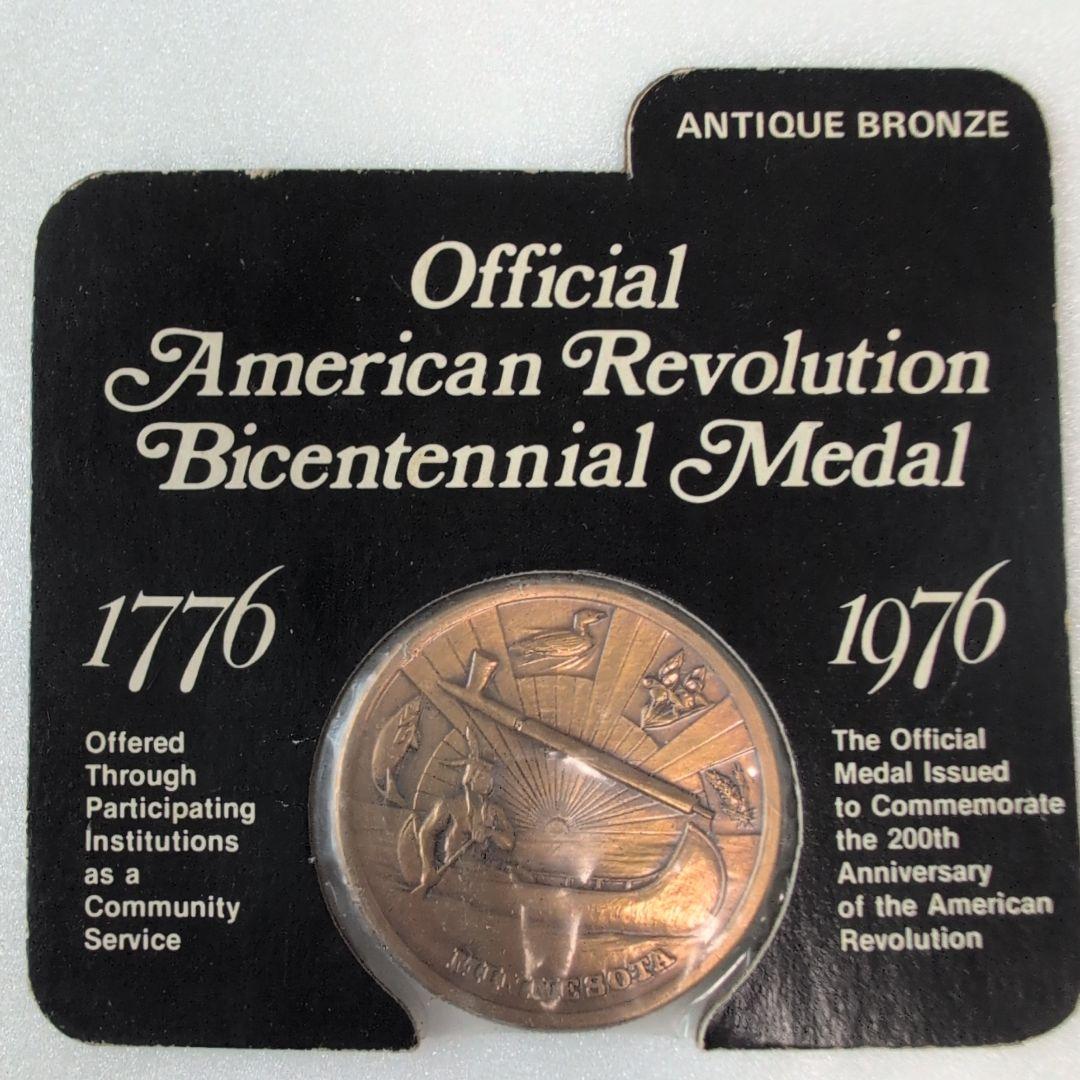 ANTIQUE BRONZE
Official
American Revolution
Bicentennial Medal
1776
1976
Offered
Through
Participating
Institutions
as a
Community
Service
The Official
Medal Issued
to Commemorate
the 200th
Anniversary
of the American
Revolution
MINNESOTA